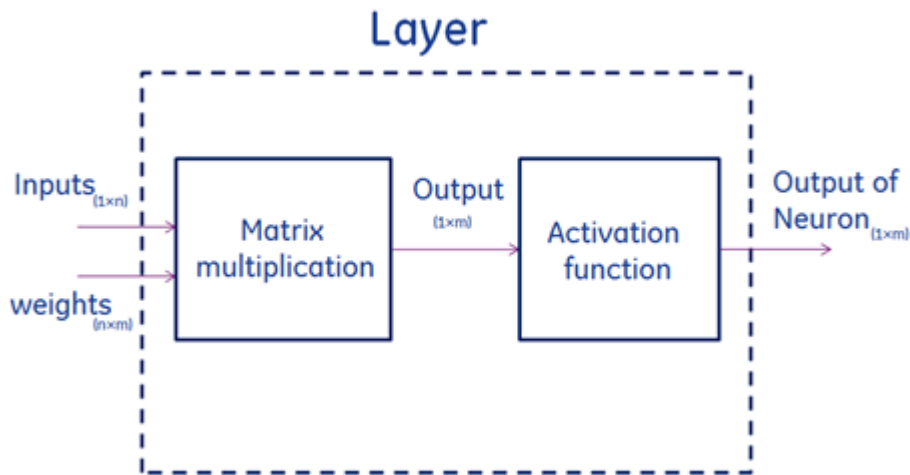 Layer
Inputs(1×n)
weights(n×m)
Matrix
multiplication
Output
(1×m)
Activation
function
Output of
Neuron(1×m)